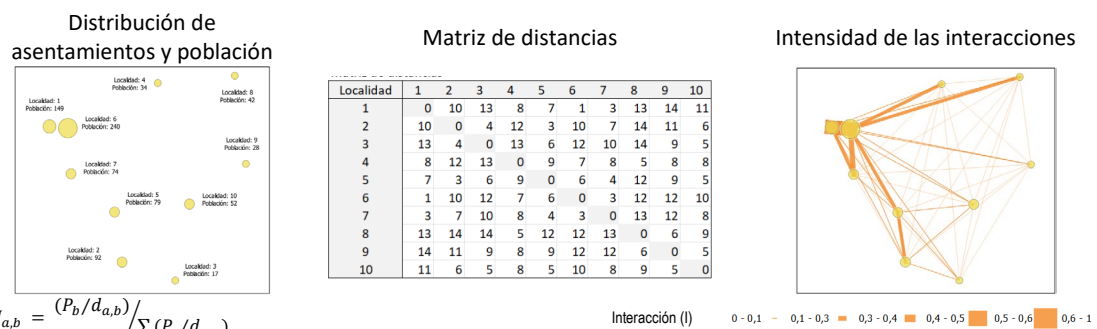 Distribución de
asentamientos y población
Matriz de distancias
Intensidad de las interacciones
Localidad: 4
Población: 34
Localidad: 8
Población: 42
Localidad: 1
Población: 149
Localidad: 6
Población: 240
Localidad: 9
Población: 28
Localidad: 7
Población: 74
Localidad: 5
Población: 79
Localidad: 10
Población: 52
Localidad: 2
Población: 92
Localidad: 3
Población: 17
Localidad 1 2 3 4 5 6 7 8 9 10
1 0 10 13 8 7 1 3 13 14 11
2 10 0 4 12 3 10 7 14 11 6
3 13 4 0 13 6 12 10 14 9 5
4 8 12 13 0 9 7 8 5 8 8
5 7 3 6 9 0 6 4 12 9 5
6 1 10 12 7 6 0 3 12 12 10
7 3 7 10 8 4 3 0 13 12 8
8 13 14 14 5 12 12 13 0 6 9
9 14 11 9 8 9 12 12 6 0 5
10 11 6 5 8 5 10 8 9 5 0
a,b = (P_b/d_{a,b})/
Interacción (I) 0 - 0,1 0,1 - 0,3 0,3 - 0,4 0,4 - 0,5 0,5 - 0,6 0,6 - 1